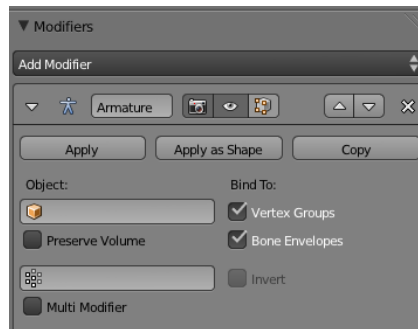 Modifiers
Add Modifier
Armature
Apply Apply as Shape Copy
Object: Bind To:
Vertex Groups
Preserve Volume Bone Envelopes
Invert
Multi Modifier